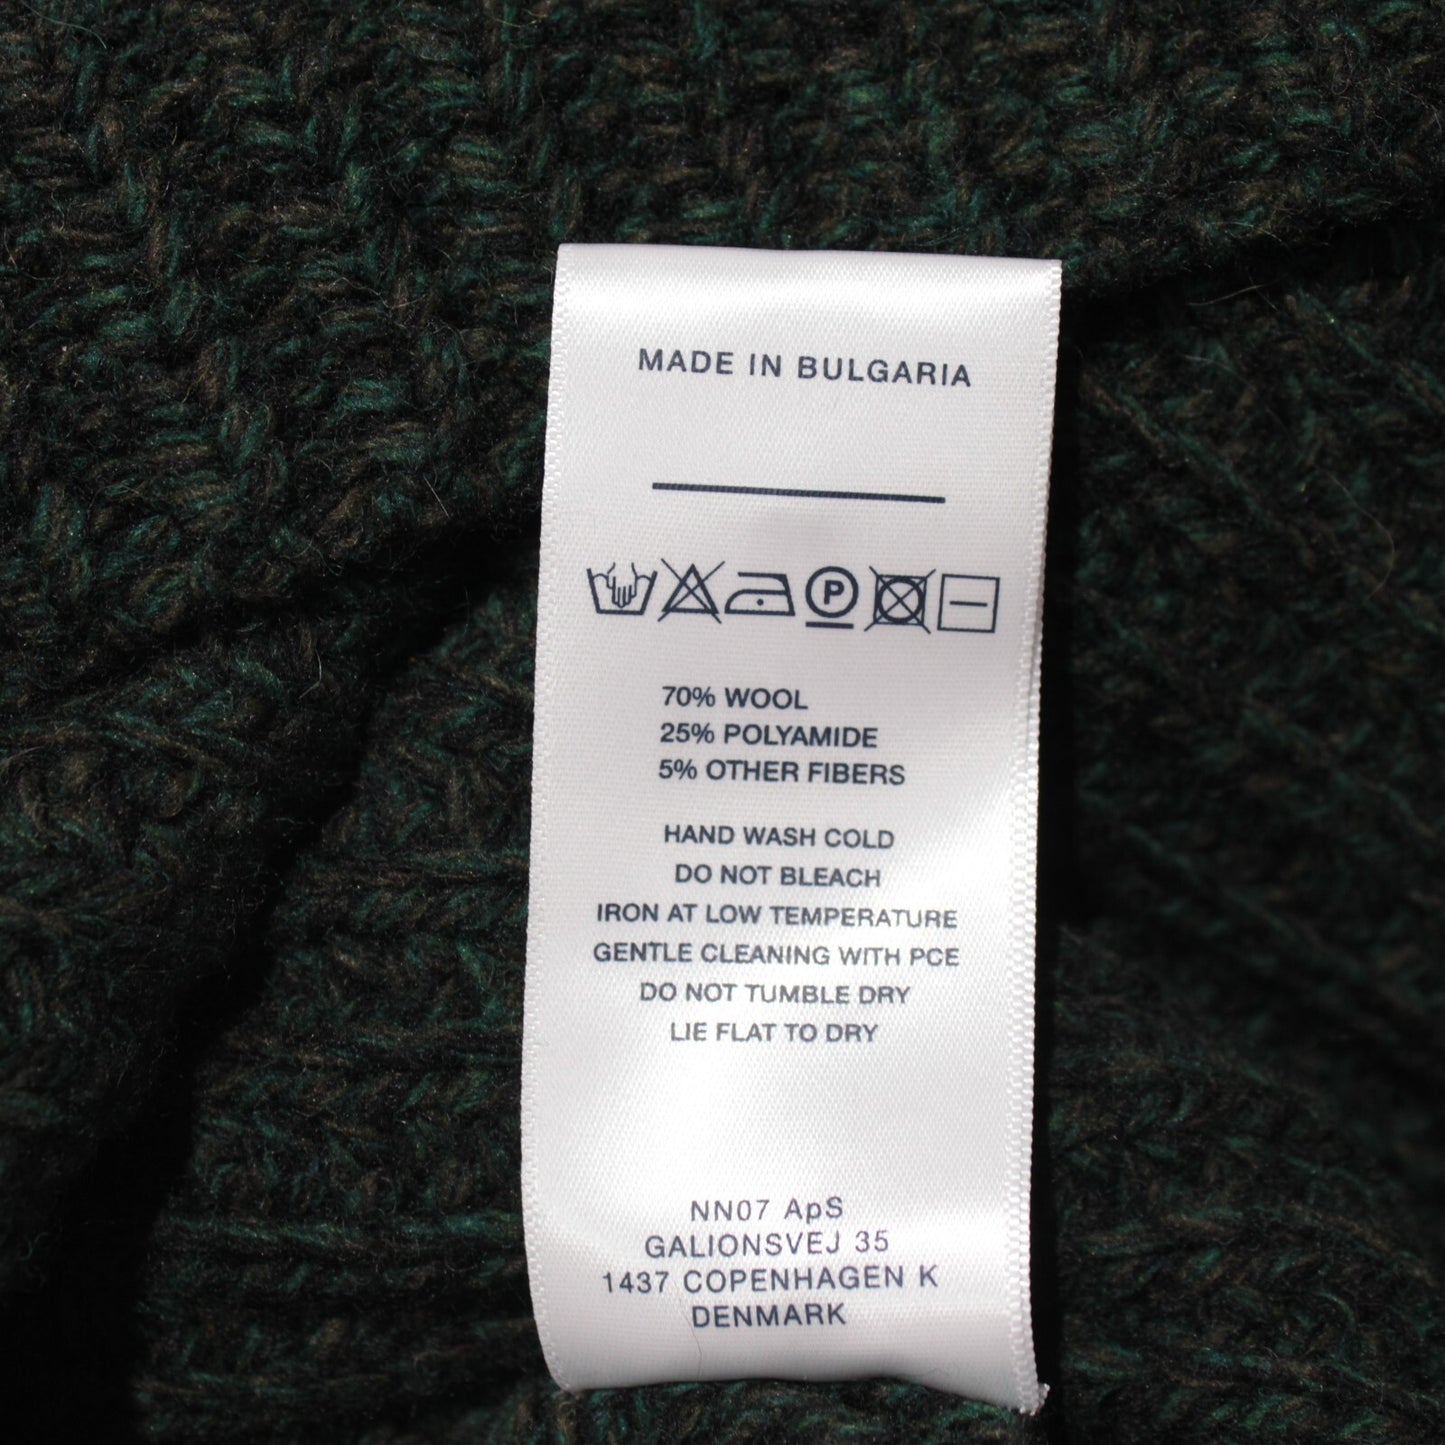 MADE IN BULGARIA
P
70% WOOL
25% POLYAMIDE
5% OTHER FIBERS
HAND WASH COLD
DO NOT BLEACH
IRON AT LOW TEMPERATURE
GENTLE CLEANING WITH PCE
DO NOT TUMBLE DRY
LIE FLAT TO DRY
NN07 ApS
GALIONSVEJ 35
1437 COPENHAGEN K
DENMARK